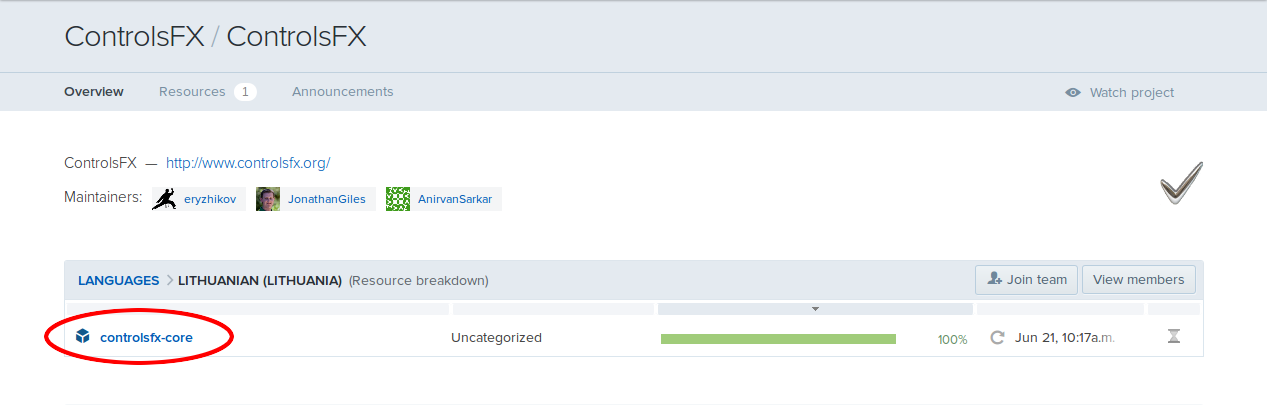 ControlsFX / ControlsFX
Overview Resources 1 Announcements Watch project
ControlsFX — http://www.controlsfx.org/
Maintainers: eryzhikov JonathanGiles AnirvanSarkar
LANGUAGES LITHUANIAN (LITHUANIA) (Resource breakdown) Join team View members
controlsfx-core Uncategorized 100% Jun 21, 10:17a.m.